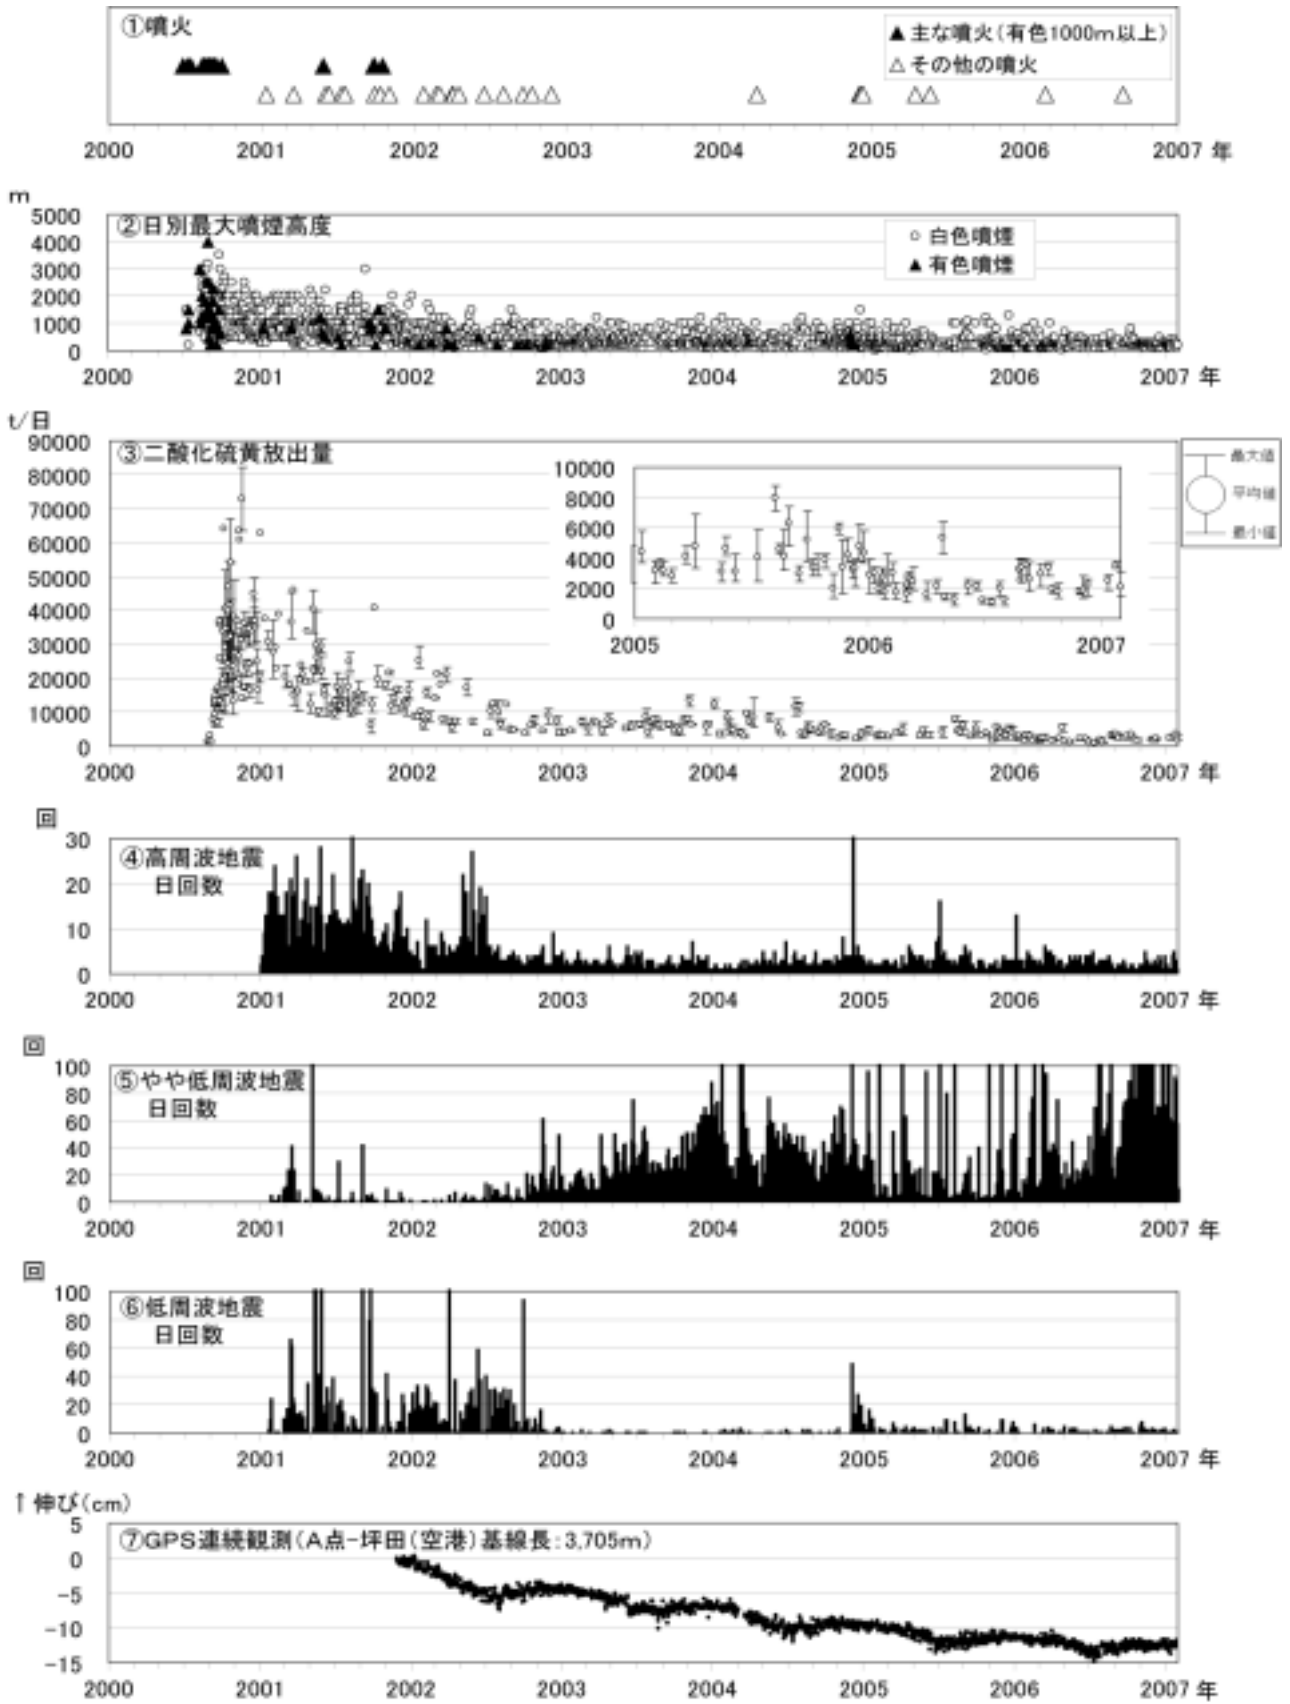 ①噴火
▲ 主な噴火(有色1000m以上)
△ その他の噴火
2000 2001 2002 2003 2004 2005 2006 2007 年
m
②日別最大噴煙高度
○ 白色噴煙
▲ 有色噴煙
5000
4000
3000
2000
1000
0
2000 2001 2002 2003 2004 2005 2006 2007 年
t/日
③二酸化硫黄放出量
90000
80000
70000
60000
50000
40000
30000
20000
10000
0
10000
8000
6000
4000
2000
0
2005 2006 2007
最大値
平均値
最小値
2000 2001 2002 2003 2004 2005 2006 2007 年
回
④高周波地震
日回数
30
20
10
0
2000 2001 2002 2003 2004 2005 2006 2007 年
回
⑤やや低周波地震
日回数
100
80
60
40
20
0
2000 2001 2002 2003 2004 2005 2006 2007 年
回
⑥低周波地震
日回数
100
80
60
40
20
0
2000 2001 2002 2003 2004 2005 2006 2007 年
↑伸び(cm)
⑦GPS連続観測(A点-坪田(空港)基線長:3,705m)
5
0
-5
-10
-15
2000 2001 2002 2003 2004 2005 2006 2007 年